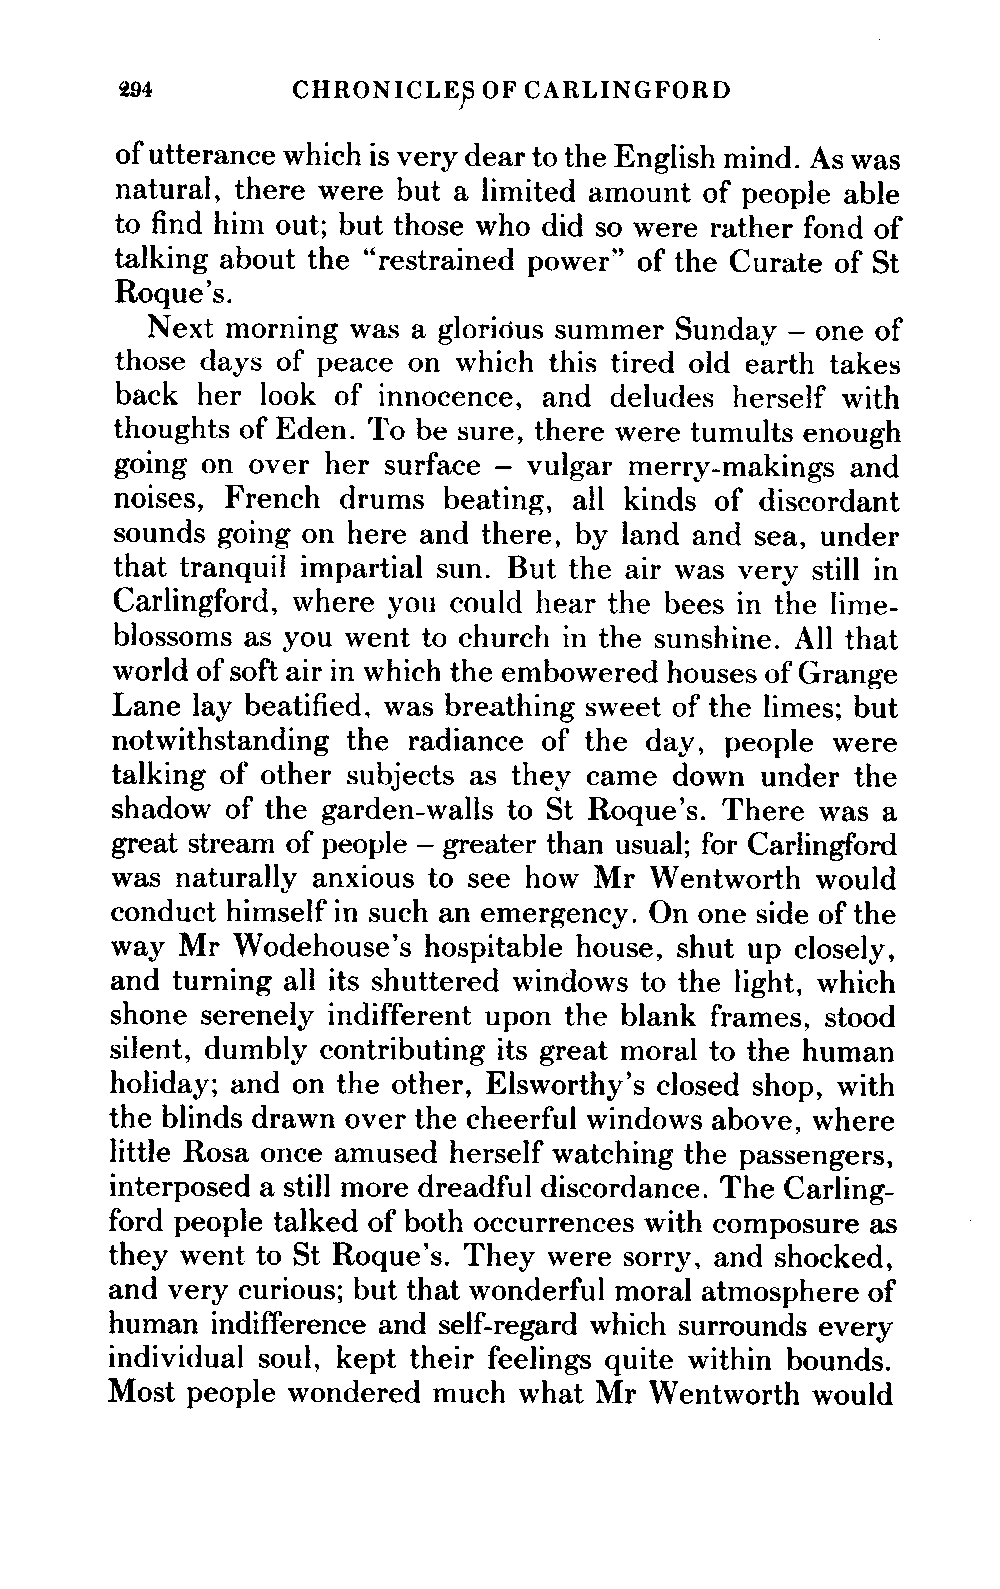 294 CHRONICLES OF CARLINGFORD
of utterance which is very dear to the English mind. As was
natural, there were but a limited amount of people able
to find him out; but those who did so were rather fond of
talking about the “restrained power” of the Curate of St
Roque’s.
Next morning was a glorious summer Sunday – one of
those days of peace on which this tired old earth takes
back her look of innocence, and deludes herself with
thoughts of Eden. To be sure, there were tumults enough
going on over her surface – vulgar merry-makings and
noises, French drums beating, all kinds of discordant
sounds going on here and there, by land and sea, under
that tranquil impartial sun. But the air was very still in
Carlingford, where you could hear the bees in the lime-
blossoms as you went to church in the sunshine. All that
world of soft air in which the embowered houses of Grange
Lane lay beatified, was breathing sweet of the limes; but
notwithstanding the radiance of the day, people were
talking of other subjects as they came down under the
shadow of the garden-walls to St Roque’s. There was a
great stream of people – greater than usual; for Carlingford
was naturally anxious to see how Mr Wentworth would
conduct himself in such an emergency. On one side of the
way Mr Wodehouse’s hospitable house, shut up closely,
and turning all its shuttered windows to the light, which
shone serenely indifferent upon the blank frames, stood
silent, dumbly contributing its great moral to the human
holiday; and on the other, Elsworthy’s closed shop, with
the blinds drawn over the cheerful windows above, where
little Rosa once amused herself watching the passengers,
interposed a still more dreadful discordance. The Carling-
ford people talked of both occurrences with composure as
they went to St Roque’s. They were sorry, and shocked,
and very curious; but that wonderful moral atmosphere of
human indifference and self-regard which surrounds every
individual soul, kept their feelings quite within bounds.
Most people wondered much what Mr Wentworth would